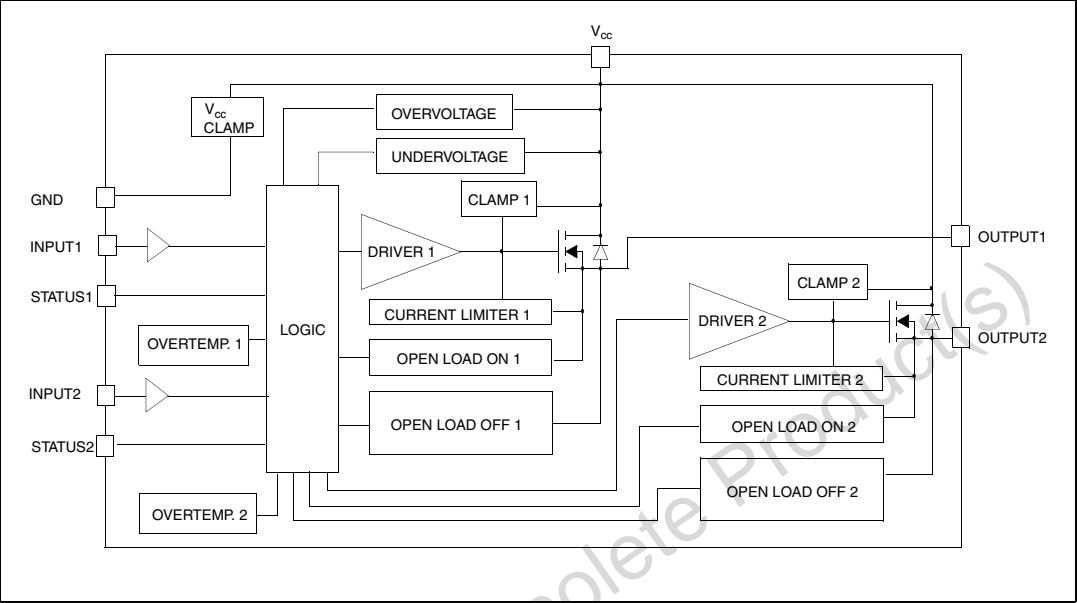 Vcc
Vcc
CLAMP
OVERVOLTAGE
UNDERVOLTAGE
GND
CLAMP 1
INPUT1
DRIVER 1
OUTPUT1
STATUS1
CLAMP 2
CURRENT LIMITER 1
DRIVER 2
LOGIC
OVERTEMP. 1
OPEN LOAD ON 1
OUTPUT2
INPUT2
CURRENT LIMITER 2
OPEN LOAD OFF 1
OPEN LOAD ON 2
STATUS2
OPEN LOAD OFF 2
OVERTEMP. 2
solete Product(s)